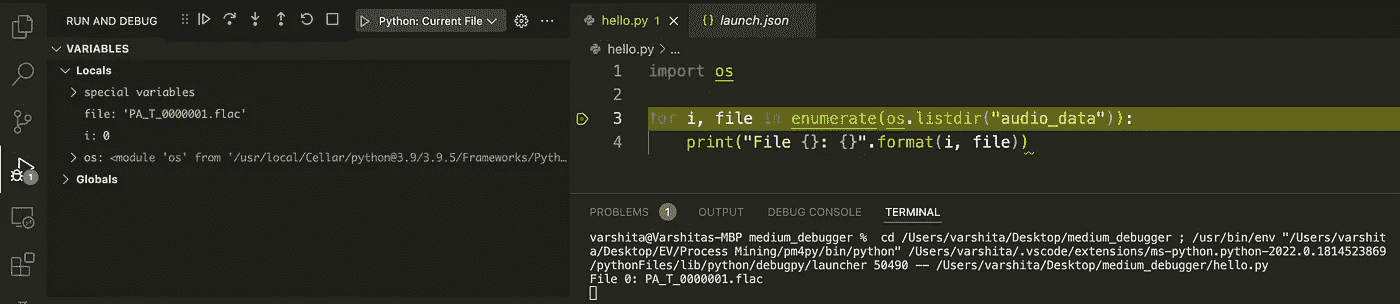 RUN AND DEBUG
Python: Current File
VARIABLES
Locals
special variables
file: 'PA_T_0000001.flac'
i: 0
os: <module 'os' from '/usr/local/Cellar/python@3.9/3.9.5/Frameworks/Pyth…
Globals
1
hello.py 1
{} launch.json
hello.py > ...
1 import os
2
3 for i, file in enumerate(os.listdir("audio_data")):
4 print("File {}: {}".format(i, file))
PROBLEMS 1 OUTPUT DEBUG CONSOLE TERMINAL
varshita@Varshitas-MBP medium_debugger % cd /Users/varshita/Desktop/medium_debugger ; /usr/bin/env "/Users/varshit
a/Desktop/EV/Process Mining/pm4py/bin/python" /Users/varshita/.vscode/extensions/ms-python.python-2022.0.1814523869
/pythonFiles/lib/python/debugpy/launcher 50490 -- /Users/varshita/Desktop/medium_debugger/hello.py
File 0: PA_T_0000001.flac